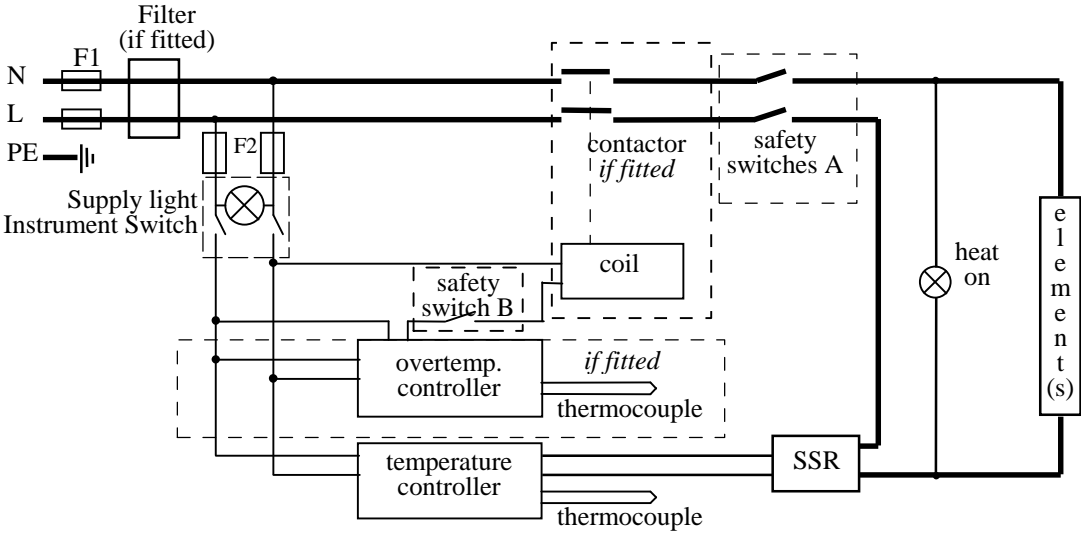 Filter
(if fitted)
F1
N
L
PE
F2
Supply light
Instrument Switch
contactor
if fitted
safety
switches A
coil
safety
switch B
heat
on
element(s)
overtemp.
controller
if fitted
thermocouple
temperature
controller
SSR
thermocouple